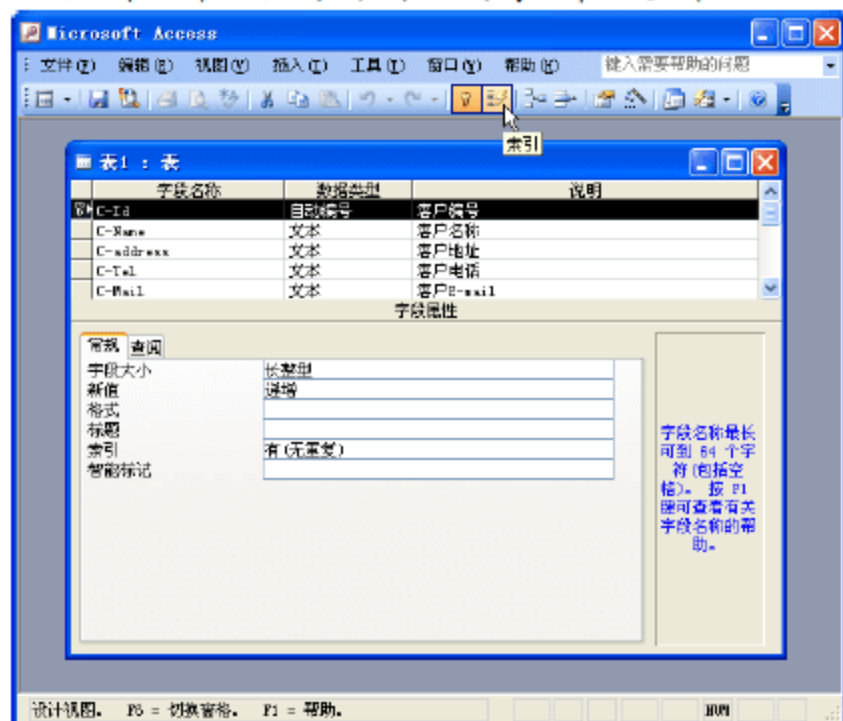 Microsoft Access
文件(F) 编辑(E) 视图(V) 插入(I) 工具(T) 窗口(W) 帮助(H) 键入需要帮助的问题
索引
表1 : 表
字段名称 数据类型 说明
C-Id 自动编号 客户编号
C-Name 文本 客户名称
C-address 文本 客户地址
C-Tel 文本 客户电话
C-Mail 文本 客户E-mail
字段属性
常规 查阅
字段大小 长整型
新值 递增
格式
标题
索引 有(无重复)
智能标记
字段名称最长
可到 64 个字
符(包括空
格)。 按 F1
键可查看有关
字段名称的帮
助。
设计视图。 F6 = 切换窗格。 F1 = 帮助。 NUM